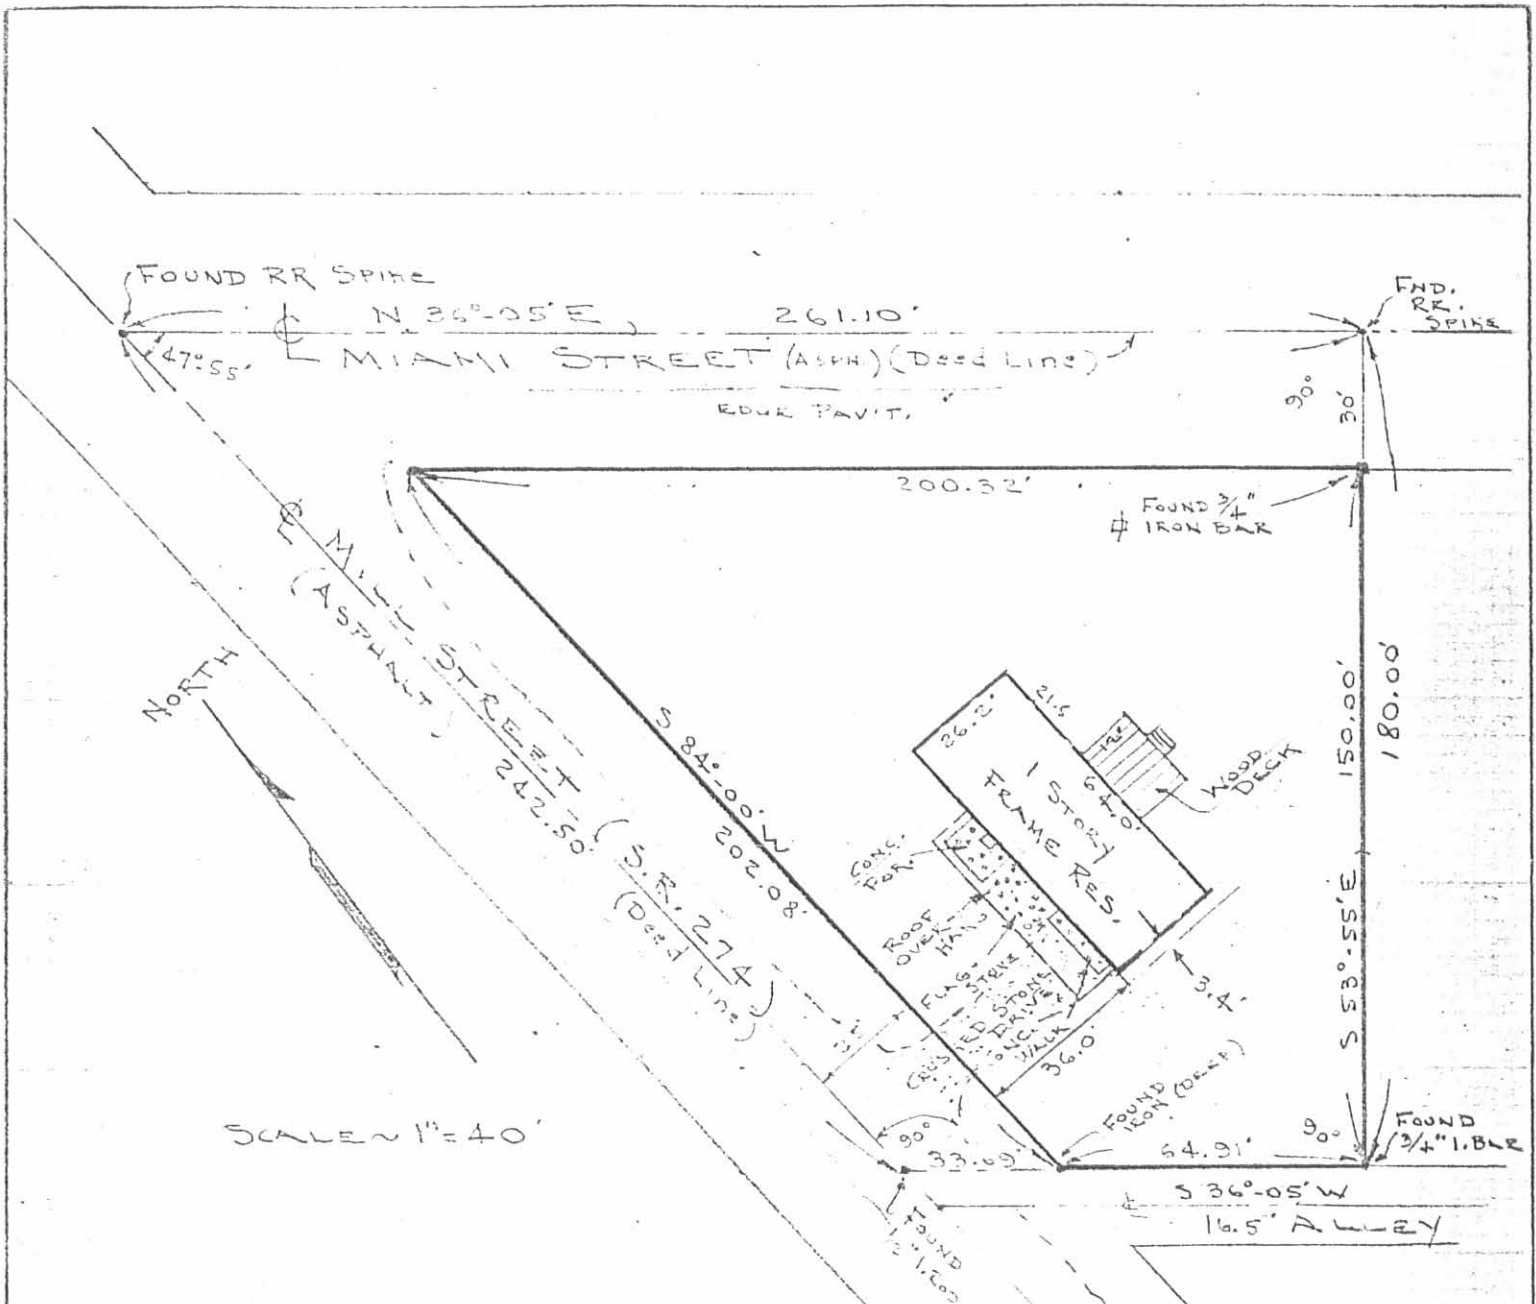 FOUND RR SPIKE
FND.
RR.
SPIKE
N 36°-05'E, 261.10'
47°-55'
MIAMI STREET (ASPH.) (Deed Line)
EDGE PAV'T.
90°
30'
200.32'
FOUND 3/4"
IRON BAR
MILL STREET
(ASPHALT)
242.50'
(S.R. 274)
(Deed Line)
NORTH
S 84°-00'W
202.08'
26.2'
21.5
64.0'
1 STORY
FRAME RES.
WOOD
DECK
150.00'
180.00'
S 53°-55'E
CONC.
POR.
ROOF
OVER-
HANG
FLAG-
STONE
CRUSHED STONE
DRIVE
CONC.
WALK
3.4'
36.0'
25'
SCALE~ 1"=40'
FOUND
IRON (DEEP)
90°
33.09'
64.91'
90°
FOUND
3/4" I. BAR
S 36°-05'W
16.5' ALLEY
FOUND
1/2" I. ROD